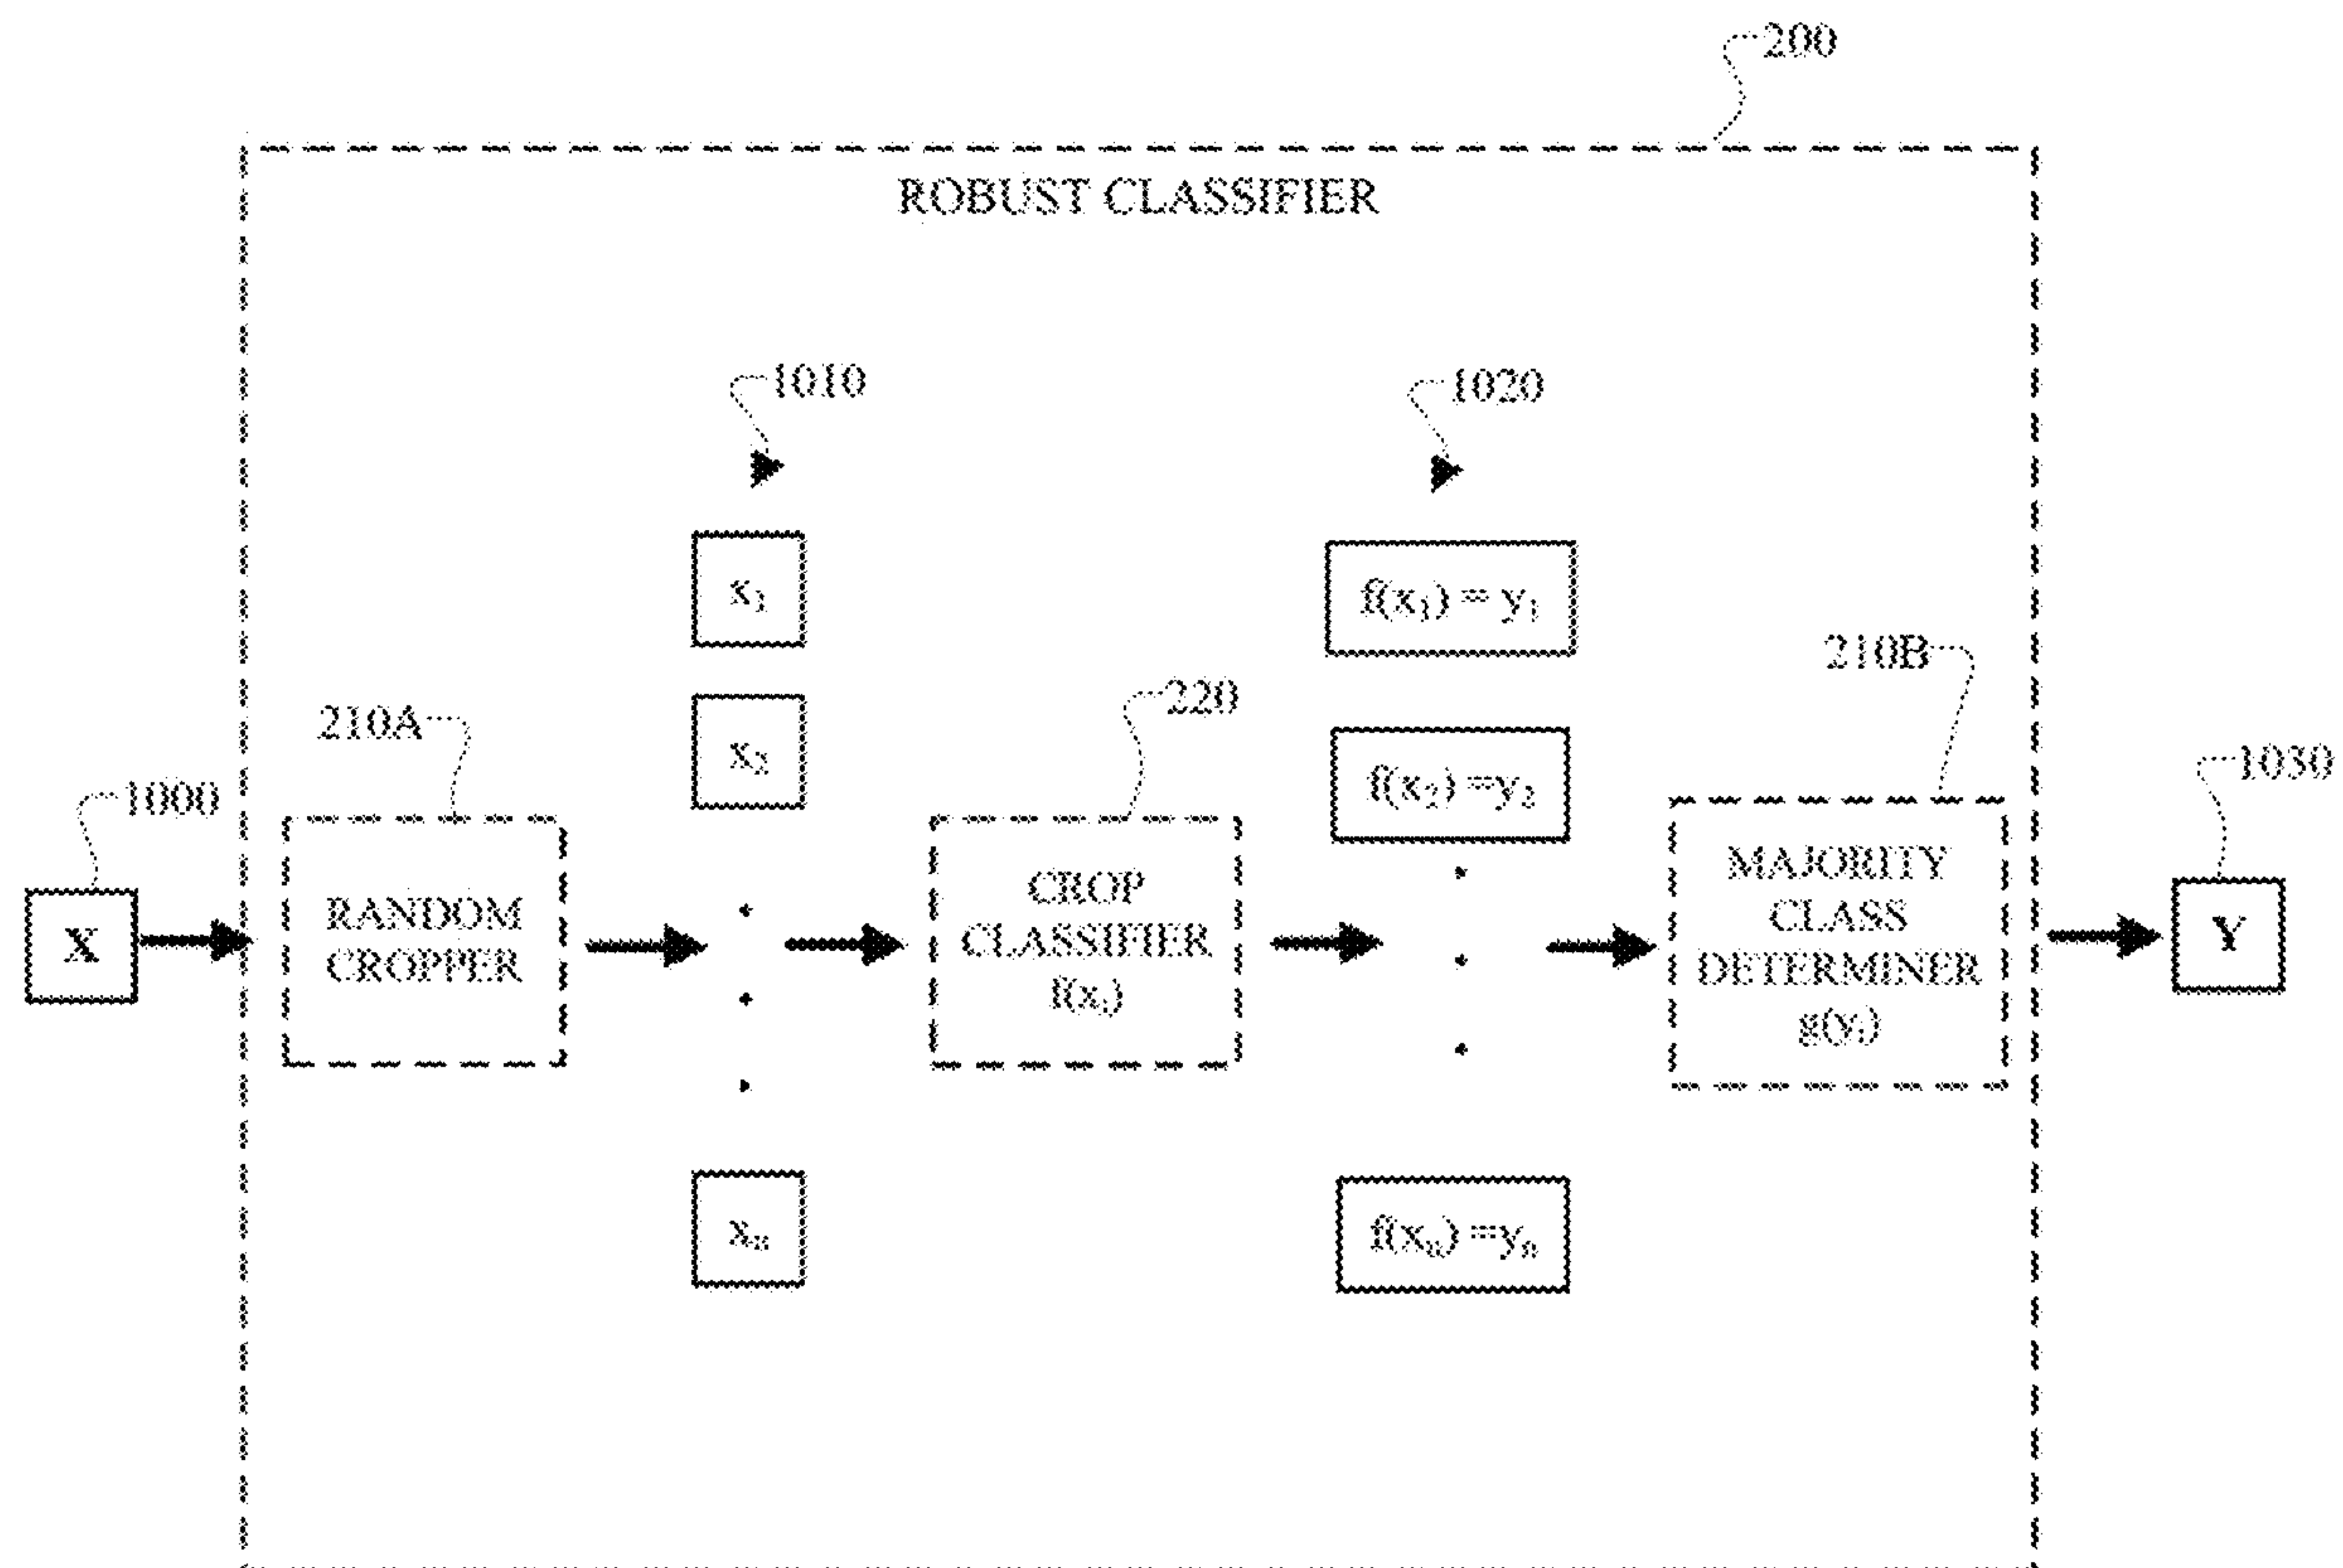 200
ROBUST CLASSIFIER
1010
1020
x₁
f(x₁) = y₁
210B
220
x₂
210A
f(x₂) =y₂
1030
1000
MAJORITY
CLASS
DETERMINER
g(yᵢ)
CROP
CLASSIFIER
f(xᵢ)
RANDOM
CROPPER
X
Y
xₙ
f(xₙ) =yₙ